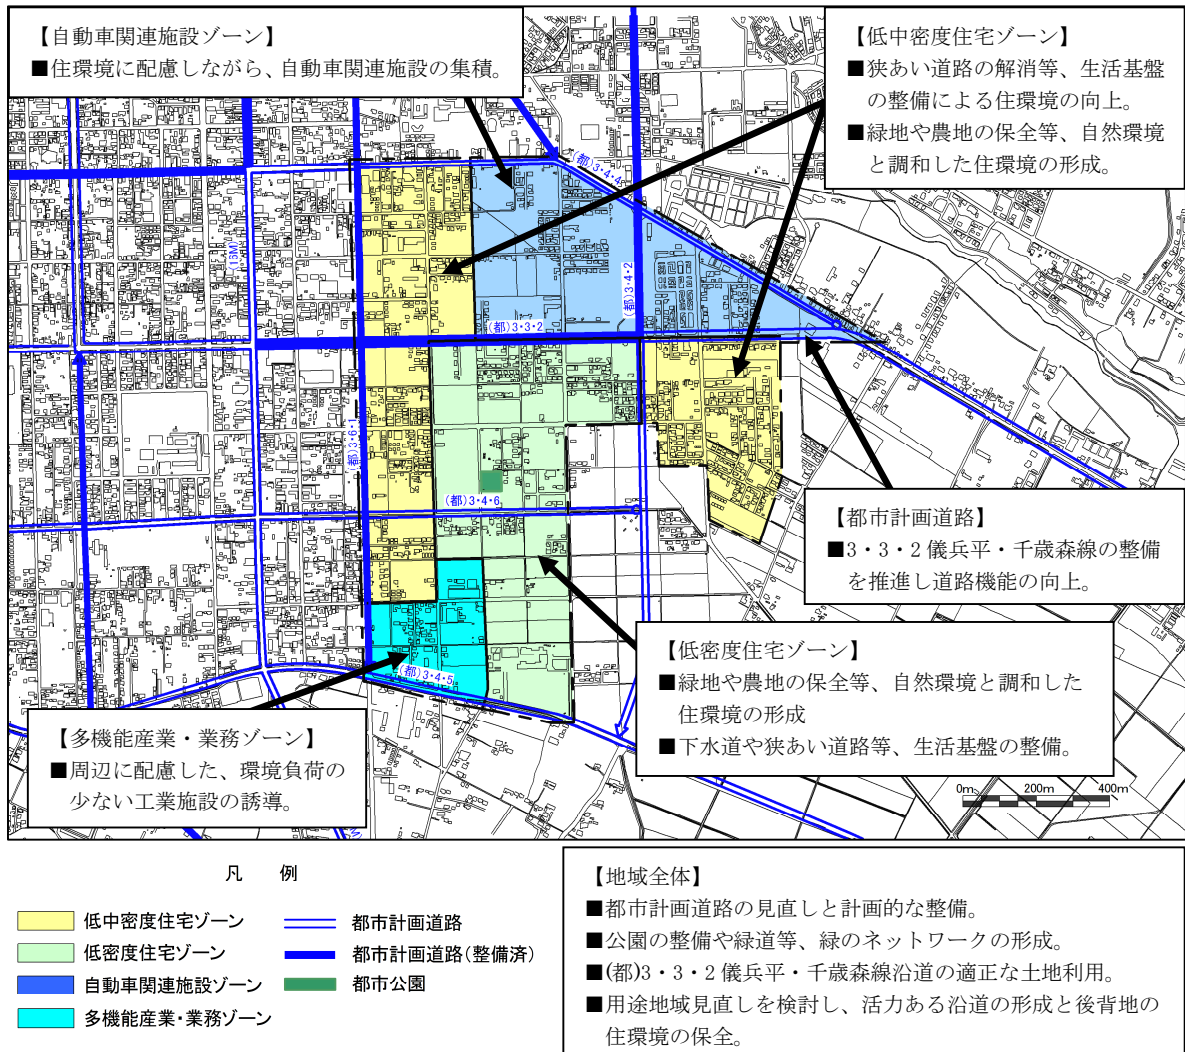 【自動車関連施設ゾーン】
■住環境に配慮しながら、自動車関連施設の集積。
【低中密度住宅ゾーン】
■狭あい道路の解消等、生活基盤
の整備による住環境の向上。
■緑地や農地の保全等、自然環境
と調和した住環境の形成。
(都)3・4・4
(16M)
(都)3・4・2
(都)3・3・2
(都)3・6・1
(都)3・4・6
【都市計画道路】
■3・3・2 儀兵平・千歳森線の整備
を推進し道路機能の向上。
【低密度住宅ゾーン】
■緑地や農地の保全等、自然環境と調和した
住環境の形成
■下水道や狭あい道路等、生活基盤の整備。
(都)3・4・5
【多機能産業・業務ゾーン】
■周辺に配慮した、環境負荷の
少ない工業施設の誘導。
0m 200m 400m
凡 例
低中密度住宅ゾーン
低密度住宅ゾーン
自動車関連施設ゾーン
多機能産業・業務ゾーン
都市計画道路
都市計画道路(整備済)
都市公園
【地域全体】
■都市計画道路の見直しと計画的な整備。
■公園の整備や緑道等、緑のネットワークの形成。
■(都)3・3・2 儀兵平・千歳森線沿道の適正な土地利用。
■用途地域見直しを検討し、活力ある沿道の形成と後背地の
住環境の保全。